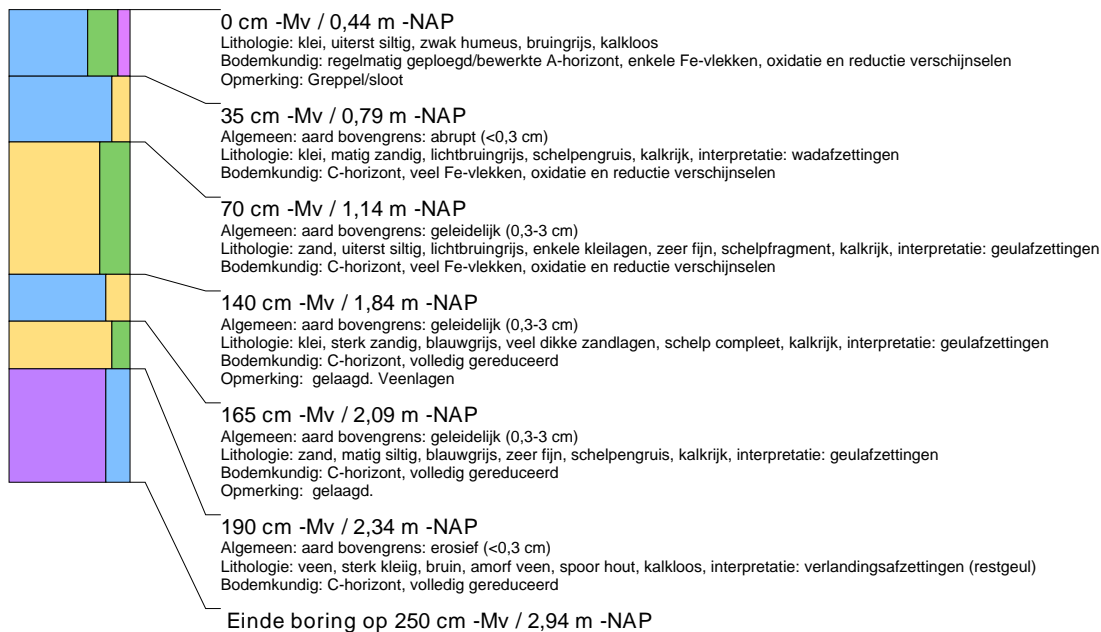 0 cm -Mv / 0,44 m -NAP
Lithologie: klei, uiterst siltig, zwak humeus, bruingrijs, kalkloos
Bodemkundig: regelmatig geploegd/bewerkte A-horizont, enkele Fe-vlekken, oxidatie en reductie verschijnselen
Opmerking: Greppel/sloot
35 cm -Mv / 0,79 m -NAP
Algemeen: aard bovengrens: abrupt (<0,3 cm)
Lithologie: klei, matig zandig, lichtbruingrijs, schelpengruis, kalkrijk, interpretatie: wadafzettingen
Bodemkundig: C-horizont, veel Fe-vlekken, oxidatie en reductie verschijnselen
70 cm -Mv / 1,14 m -NAP
Algemeen: aard bovengrens: geleidelijk (0,3-3 cm)
Lithologie: zand, uiterst siltig, lichtbruingrijs, enkele kleilagen, zeer fijn, schelpfragment, kalkrijk, interpretatie: geulafzettingen
Bodemkundig: C-horizont, veel Fe-vlekken, oxidatie en reductie verschijnselen
140 cm -Mv / 1,84 m -NAP
Algemeen: aard bovengrens: geleidelijk (0,3-3 cm)
Lithologie: klei, sterk zandig, blauwgrijs, veel dikke zandlagen, schelp compleet, kalkrijk, interpretatie: geulafzettingen
Bodemkundig: C-horizont, volledig gereduceerd
Opmerking: gelaagd. Veenlagen
165 cm -Mv / 2,09 m -NAP
Algemeen: aard bovengrens: geleidelijk (0,3-3 cm)
Lithologie: zand, matig siltig, blauwgrijs, zeer fijn, schelpengruis, kalkrijk, interpretatie: geulafzettingen
Bodemkundig: C-horizont, volledig gereduceerd
Opmerking: gelaagd.
190 cm -Mv / 2,34 m -NAP
Algemeen: aard bovengrens: erosief (<0,3 cm)
Lithologie: veen, sterk kleiig, bruin, amorf veen, spoor hout, kalkloos, interpretatie: verlandingsafzettingen (restgeul)
Bodemkundig: C-horizont, volledig gereduceerd
Einde boring op 250 cm -Mv / 2,94 m -NAP